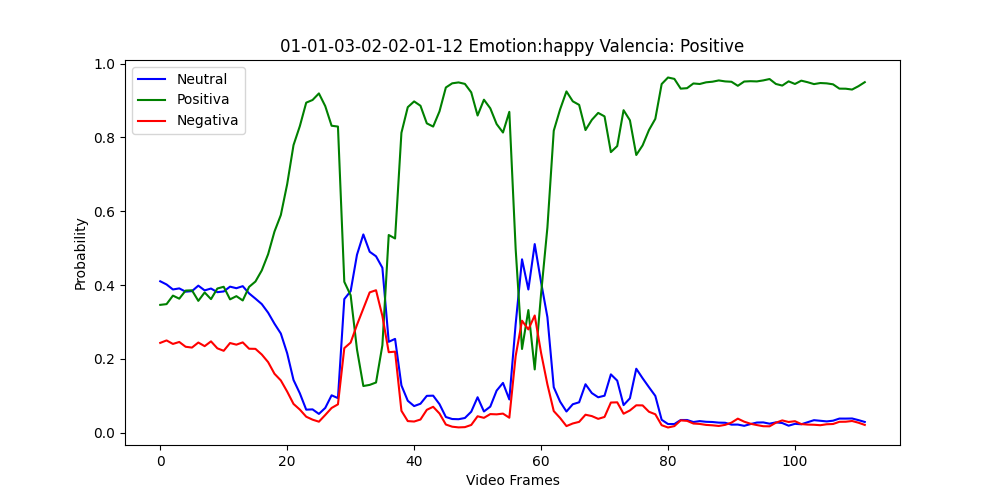 01-01-03-02-02-01-12 Emotion:happy Valencia: Positive
Neutral
Positiva
Negativa
Probability
1.0
0.8
0.6
0.4
0.2
0.0
0 20 40 60 80 100
Video Frames